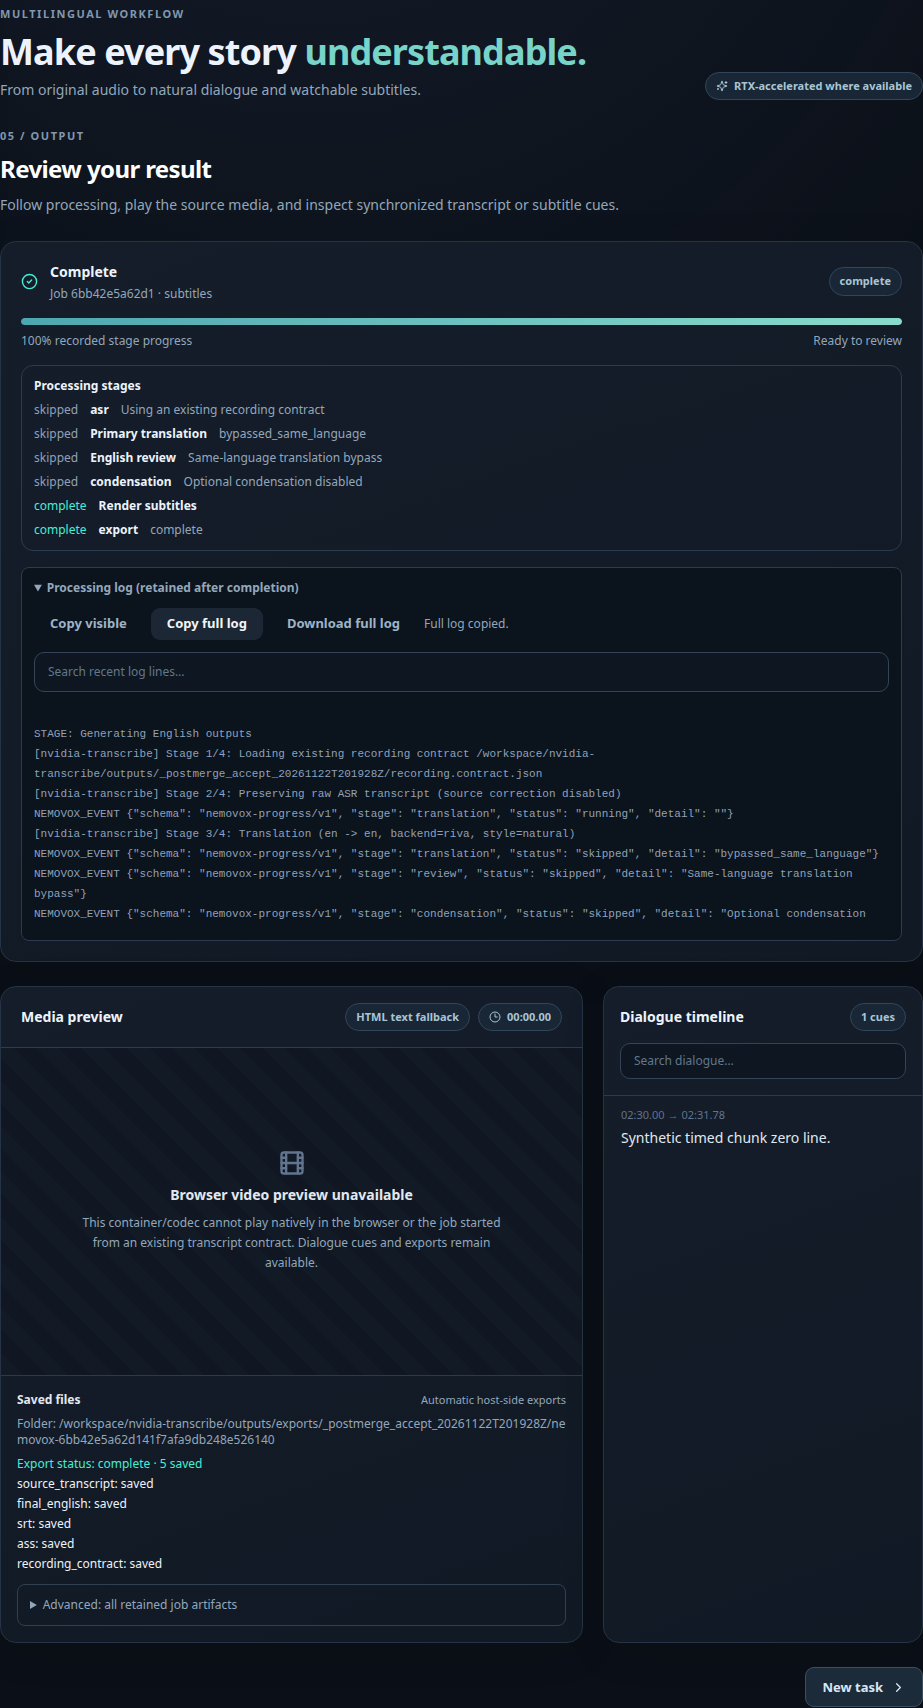 MULTILINGUAL WORKFLOW
Make every story understandable.
From original audio to natural dialogue and watchable subtitles.
RTX-accelerated where available
05 / OUTPUT
Review your result
Follow processing, play the source media, and inspect synchronized transcript or subtitle cues.
Complete
Job 6bb42e5a62d1 · subtitles
complete
100% recorded stage progress
Ready to review
Processing stages
skipped asr Using an existing recording contract
skipped Primary translation bypassed_same_language
skipped English review Same-language translation bypass
skipped condensation Optional condensation disabled
complete Render subtitles
complete export complete
▼ Processing log (retained after completion)
Copy visible Copy full log Download full log Full log copied.
Search recent log lines...
STAGE: Generating English outputs
[nvidia-transcribe] Stage 1/4: Loading existing recording contract /workspace/nvidia-
transcribe/outputs/_postmerge_accept_20261122T201928Z/recording.contract.json
[nvidia-transcribe] Stage 2/4: Preserving raw ASR transcript (source correction disabled)
NEMOVOX_EVENT {"schema": "nemovox-progress/v1", "stage": "translation", "status": "running", "detail": ""}
[nvidia-transcribe] Stage 3/4: Translation (en -> en, backend=riva, style=natural)
NEMOVOX_EVENT {"schema": "nemovox-progress/v1", "stage": "translation", "status": "skipped", "detail": "bypassed_same_language"}
NEMOVOX_EVENT {"schema": "nemovox-progress/v1", "stage": "review", "status": "skipped", "detail": "Same-language translation
bypass"}
NEMOVOX_EVENT {"schema": "nemovox-progress/v1", "stage": "condensation", "status": "skipped", "detail": "Optional condensation
Media preview
HTML text fallback
00:00.00
Browser video preview unavailable
This container/codec cannot play natively in the browser or the job started
from an existing transcript contract. Dialogue cues and exports remain
available.
Saved files
Automatic host-side exports
Folder: /workspace/nvidia-transcribe/outputs/exports/_postmerge_accept_20261122T201928Z/ne
movox-6bb42e5a62d141f7afa9db248e526140
Export status: complete · 5 saved
source_transcript: saved
final_english: saved
srt: saved
ass: saved
recording_contract: saved
▶ Advanced: all retained job artifacts
Dialogue timeline
1 cues
Search dialogue...
02:30.00 → 02:31.78
Synthetic timed chunk zero line.
New task